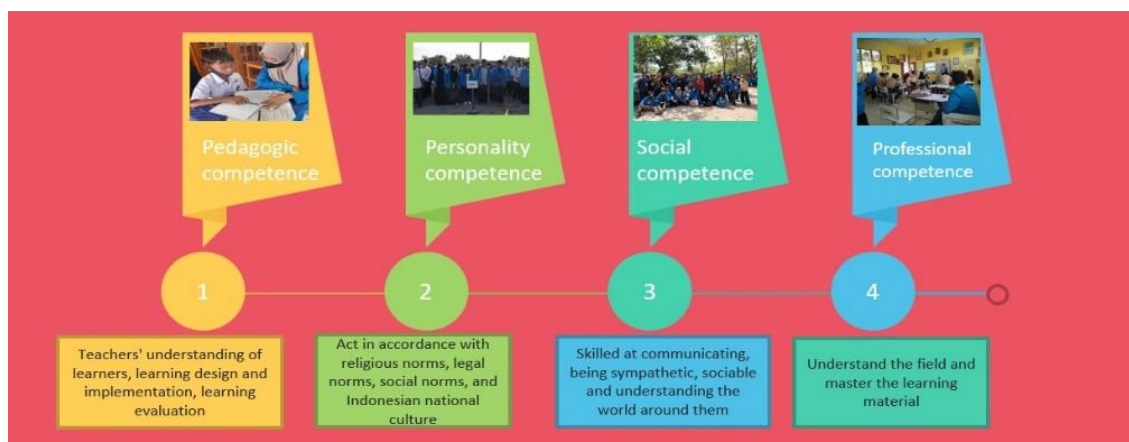 Pedagogic
competence
Personality
competence
Social
competence
Professional
competence
1
2
3
4
Teachers' understanding of
learners, learning design and
implementation, learning
evaluation
Act in accordance with
religious norms, legal
norms, social norms, and
Indonesian national
culture
Skilled at communicating,
being sympathetic, sociable
and understanding the
world around them
Understand the field and
master the learning
material